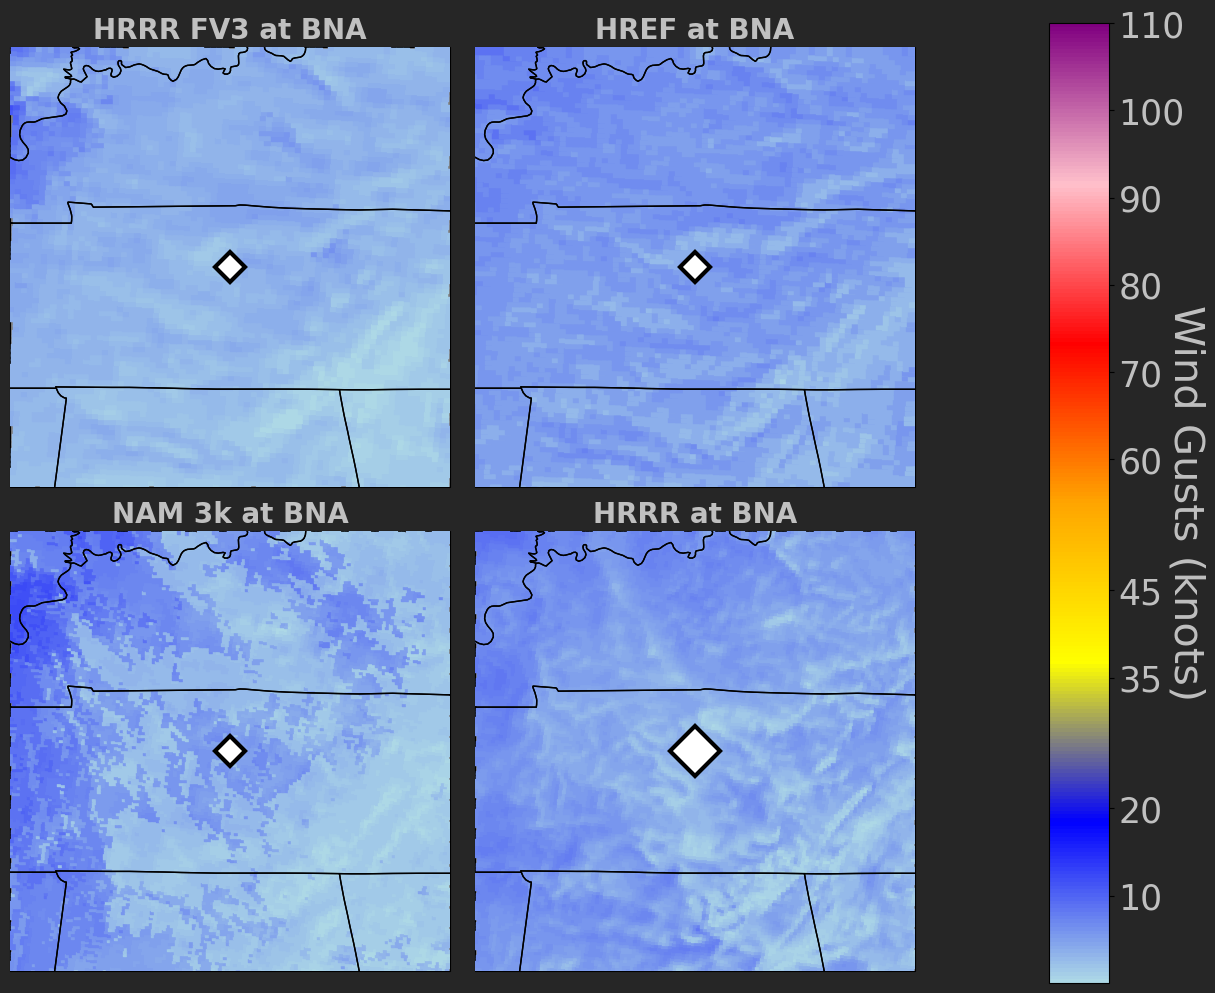 HRRR FV3 at BNA
HREF at BNA
NAM 3k at BNA
HRRR at BNA
110
100
90
80
70
60
45
35
20
10
Wind Gusts (knots)